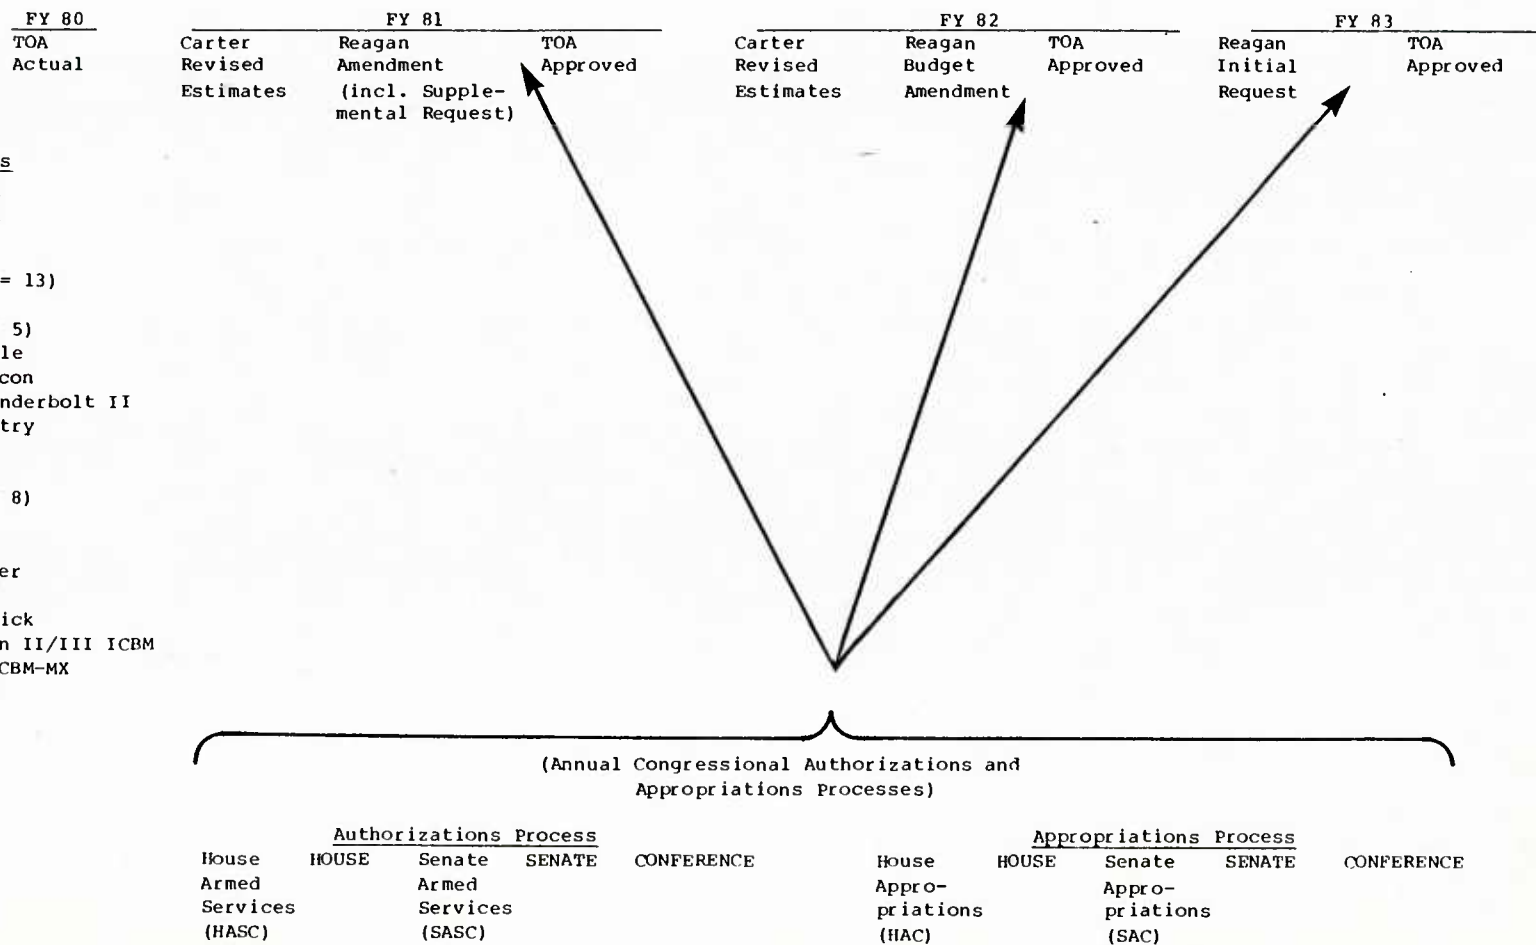 FY 80 FY 81 FY 82 FY 83
TOA Carter Reagan TOA Carter Reagan TOA Reagan TOA
Actual Revised Amendment Approved Revised Budget Approved Initial Approved
Estimates (incl. Supple- Estimates Amendment Request
mental Request)
s
= 13)
5)
le
con
nderbolt II
try
8)
er
ick
n II/III ICBM
CBM-MX
(Annual Congressional Authorizations and
Appropriations Processes)
Authorizations Process Appropriations Process
House HOUSE Senate SENATE CONFERENCE House HOUSE Senate SENATE CONFERENCE
Armed Armed Appro- Appro-
Services Services priations priations
(HASC) (SASC) (HAC) (SAC)